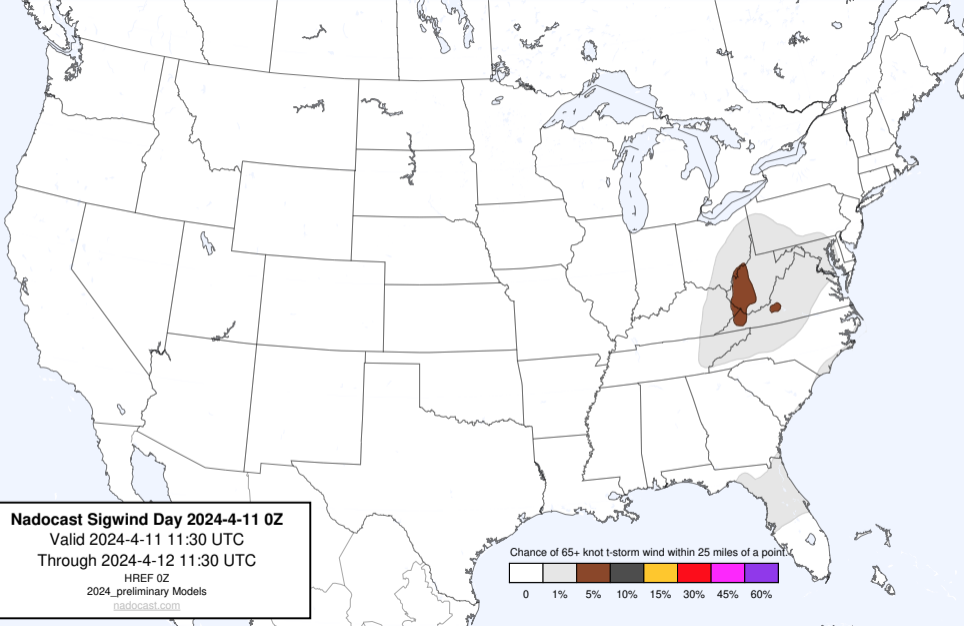 Nadocast Sigwind Day 2024-4-11 0Z
Valid 2024-4-11 11:30 UTC
Through 2024-4-12 11:30 UTC
HREF 0Z
2024_preliminary Models
nadocast.com
Chance of 65+ knot t-storm wind within 25 miles of a point.
0 1% 5% 10% 15% 30% 45% 60%